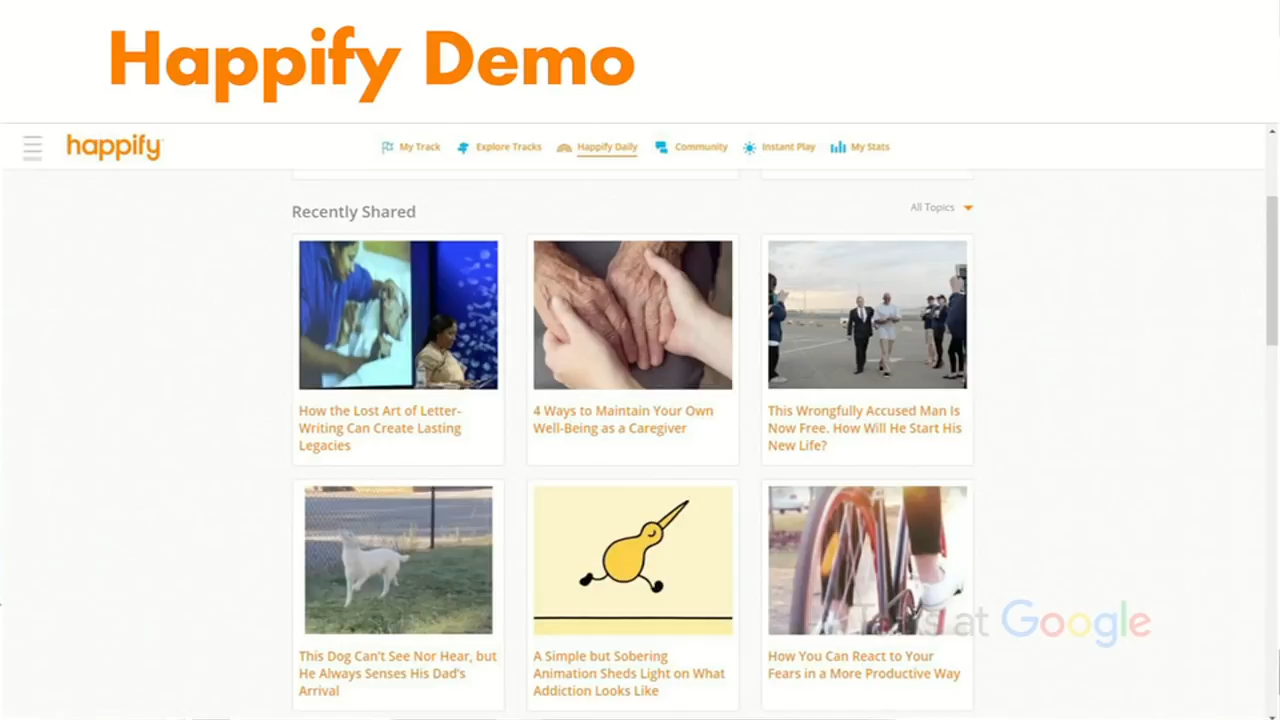 Happify Demo
happify
My Track
Explore Tracks
Happify Daily
Community
Instant Play
My Stats
Recently Shared
All Topics
How the Lost Art of Letter-
Writing Can Create Lasting
Legacies
4 Ways to Maintain Your Own
Well-Being as a Caregiver
This Wrongfully Accused Man Is
Now Free. How Will He Start His
New Life?
This Dog Can't See Nor Hear, but
He Always Senses His Dad's
Arrival
A Simple but Sobering
Animation Sheds Light on What
Addiction Looks Like
How You Can React to Your
Fears in a More Productive Way
Talks at Google